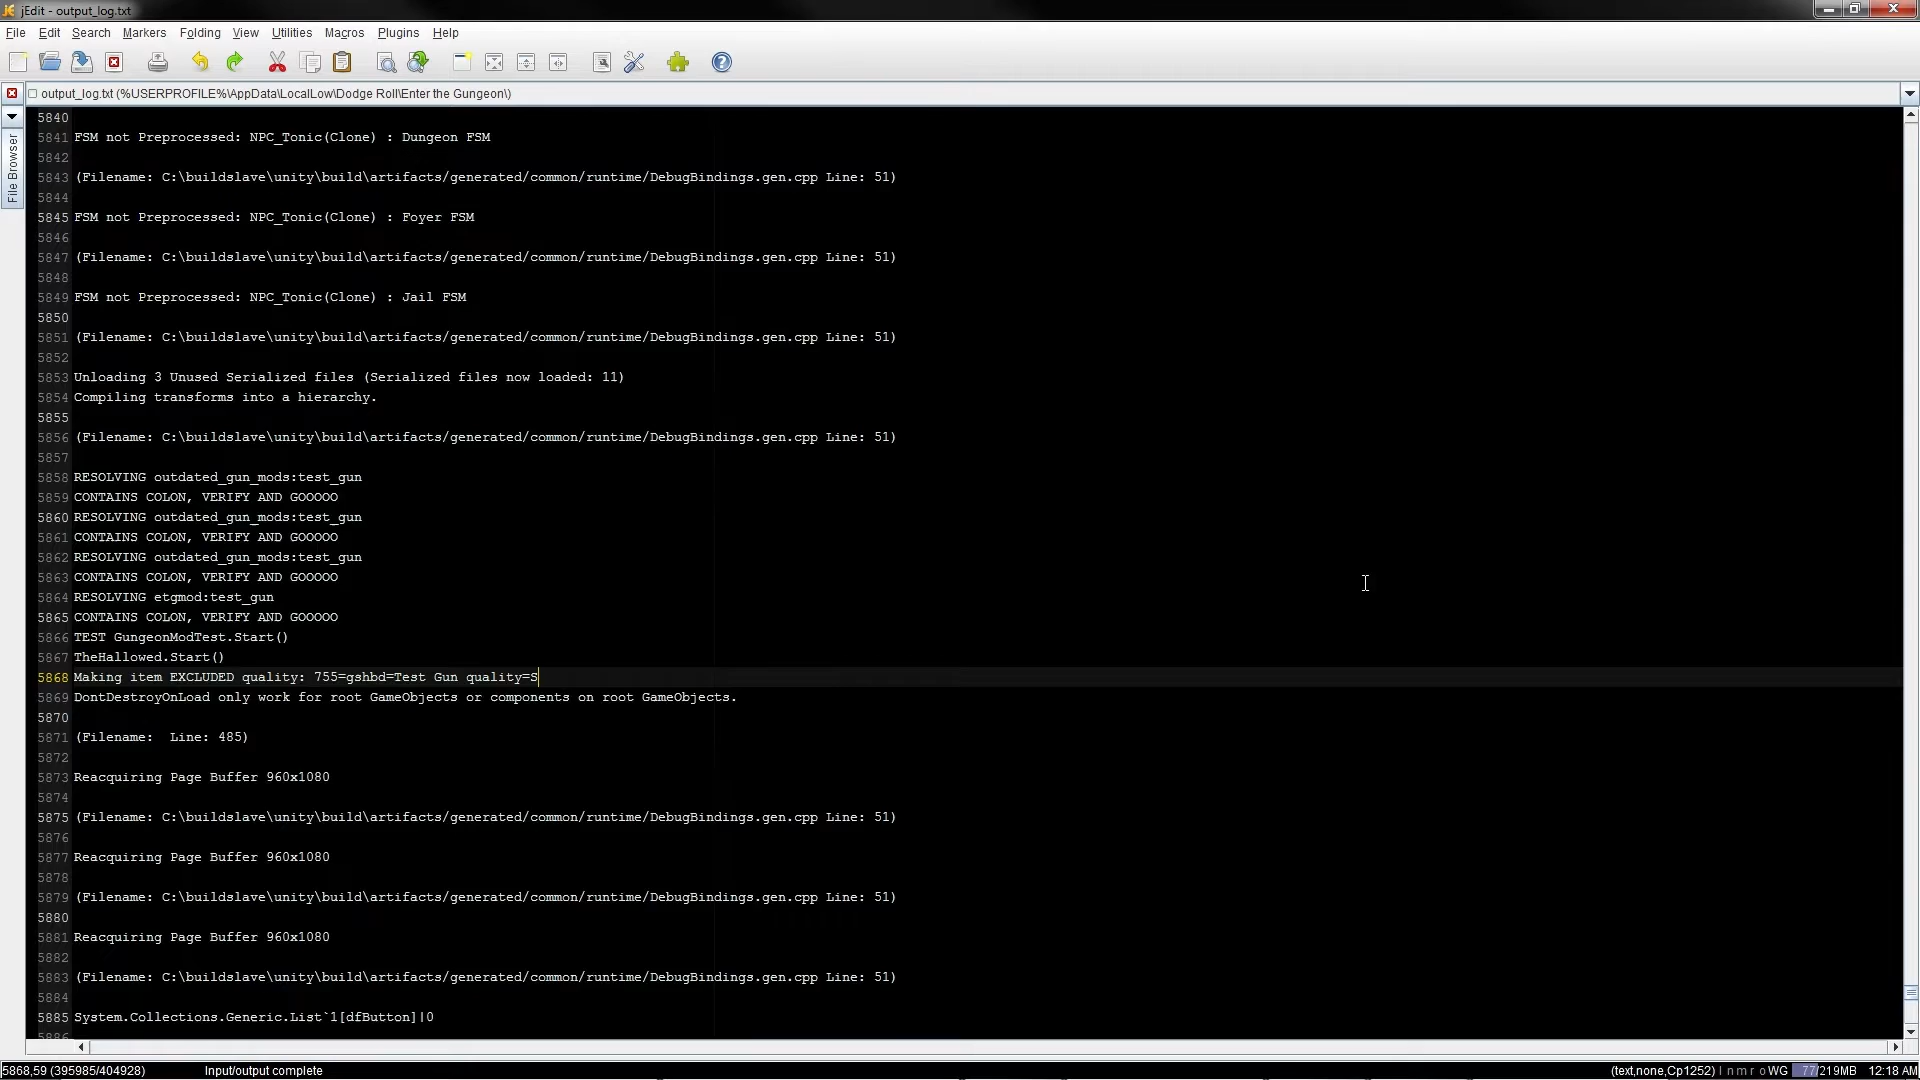 jEdit - output_log.txt
File Edit Search Markers Folding View Utilities Macros Plugins Help
output_log.txt (%USERPROFILE%\AppData\LocalLow\Dodge Roll\Enter the Gungeon\)
File Browser
5840
5841 FSM not Preprocessed: NPC_Tonic(Clone) : Dungeon FSM
5842
5843 (Filename: C:\buildslave\unity\build\artifacts/generated/common/runtime/DebugBindings.gen.cpp Line: 51)
5844
5845 FSM not Preprocessed: NPC_Tonic(Clone) : Foyer FSM
5846
5847 (Filename: C:\buildslave\unity\build\artifacts/generated/common/runtime/DebugBindings.gen.cpp Line: 51)
5848
5849 FSM not Preprocessed: NPC_Tonic(Clone) : Jail FSM
5850
5851 (Filename: C:\buildslave\unity\build\artifacts/generated/common/runtime/DebugBindings.gen.cpp Line: 51)
5852
5853 Unloading 3 Unused Serialized files (Serialized files now loaded: 11)
5854 Compiling transforms into a hierarchy.
5855
5856 (Filename: C:\buildslave\unity\build\artifacts/generated/common/runtime/DebugBindings.gen.cpp Line: 51)
5857
5858 RESOLVING outdated_gun_mods:test_gun
5859 CONTAINS COLON, VERIFY AND GOOOOO
5860 RESOLVING outdated_gun_mods:test_gun
5861 CONTAINS COLON, VERIFY AND GOOOOO
5862 RESOLVING outdated_gun_mods:test_gun
5863 CONTAINS COLON, VERIFY AND GOOOOO
5864 RESOLVING etgmod:test_gun
5865 CONTAINS COLON, VERIFY AND GOOOOO
5866 TEST GungeonModTest.Start()
5867 TheHallowed.Start()
5868 Making item EXCLUDED quality: 755=gshbd=Test Gun quality=S
5869 DontDestroyOnLoad only work for root GameObjects or components on root GameObjects.
5870
5871 (Filename:  Line: 485)
5872
5873 Reacquiring Page Buffer 960x1080
5874
5875 (Filename: C:\buildslave\unity\build\artifacts/generated/common/runtime/DebugBindings.gen.cpp Line: 51)
5876
5877 Reacquiring Page Buffer 960x1080
5878
5879 (Filename: C:\buildslave\unity\build\artifacts/generated/common/runtime/DebugBindings.gen.cpp Line: 51)
5880
5881 Reacquiring Page Buffer 960x1080
5882
5883 (Filename: C:\buildslave\unity\build\artifacts/generated/common/runtime/DebugBindings.gen.cpp Line: 51)
5884
5885 System.Collections.Generic.List`1[dfButton]|0
5886
5868,59 (395985/404928) Input/output complete (text,none,Cp1252) l n m r o WG 77/219MB 12:18 AM